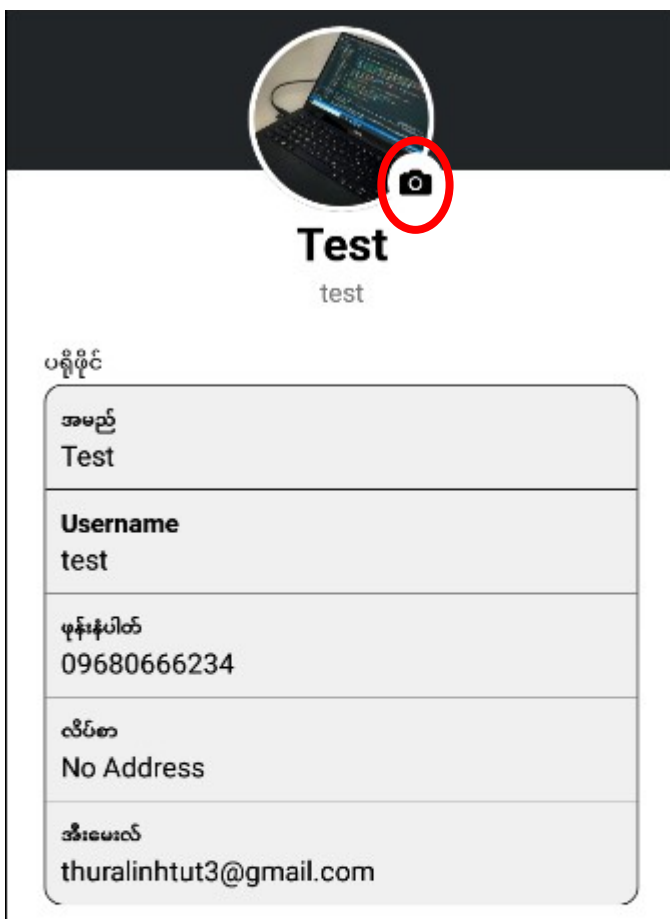 Test
test
ပရိုဖိုင်
အမည်
Test
Username
test
ဖုန်းနံပါတ်
09680666234
လိပ်စာ
No Address
အီးမေးလ်
thuralinhtut3@gmail.com